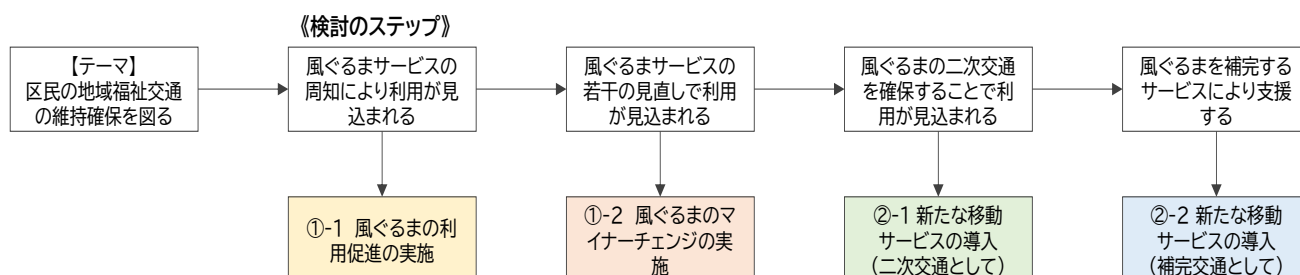 《検討のステップ》
【テーマ】
区民の地域福祉交通
の維持確保を図る
風ぐるまサービスの
周知により利用が見
込まれる
風ぐるまサービスの
若干の見直しで利用
が見込まれる
風ぐるまの二次交通
を確保することで利
用が見込まれる
風ぐるまを補完する
サービスにより支援
する
①-1 風ぐるまの利
用促進の実施
①-2 風ぐるまのマ
イナーチェンジの実
施
②-1 新たな移動
サービスの導入
（二次交通として）
②-2 新たな移動
サービスの導入
（補完交通として）